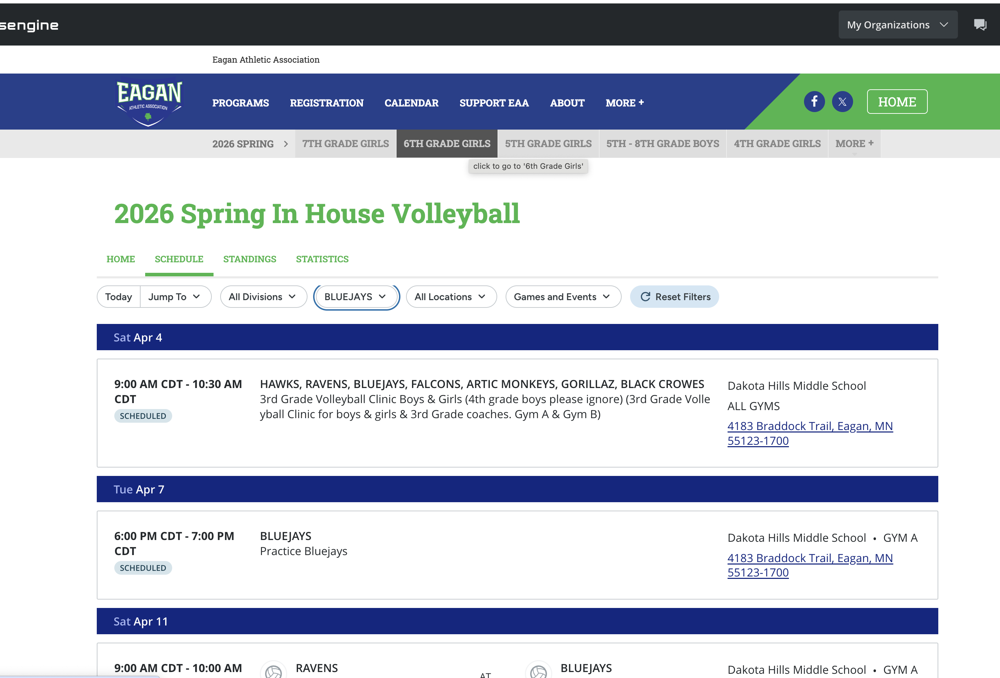 sengine
My Organizations
Eagan Athletic Association
EAGAN
ATHLETIC ASSOCIATION
PROGRAMS
REGISTRATION
CALENDAR
SUPPORT EAA
ABOUT
MORE +
HOME
2026 SPRING
7TH GRADE GIRLS
6TH GRADE GIRLS
5TH GRADE GIRLS
5TH - 8TH GRADE BOYS
4TH GRADE GIRLS
MORE +
click to go to '6th Grade Girls'
2026 Spring In House Volleyball
HOME
SCHEDULE
STANDINGS
STATISTICS
Today
Jump To
All Divisions
BLUEJAYS
All Locations
Games and Events
Reset Filters
Sat Apr 4
9:00 AM CDT - 10:30 AM
CDT
SCHEDULED
HAWKS, RAVENS, BLUEJAYS, FALCONS, ARTIC MONKEYS, GORILLAZ, BLACK CROWES
3rd Grade Volleyball Clinic Boys & Girls (4th grade boys please ignore) (3rd Grade Volle
yball Clinic for boys & girls & 3rd Grade coaches. Gym A & Gym B)
Dakota Hills Middle School
ALL GYMS
4183 Braddock Trail, Eagan, MN
55123-1700
Tue Apr 7
6:00 PM CDT - 7:00 PM
CDT
SCHEDULED
BLUEJAYS
Practice Bluejays
Dakota Hills Middle School • GYM A
4183 Braddock Trail, Eagan, MN
55123-1700
Sat Apr 11
9:00 AM CDT - 10:00 AM
RAVENS
AT
BLUEJAYS
Dakota Hills Middle School • GYM A